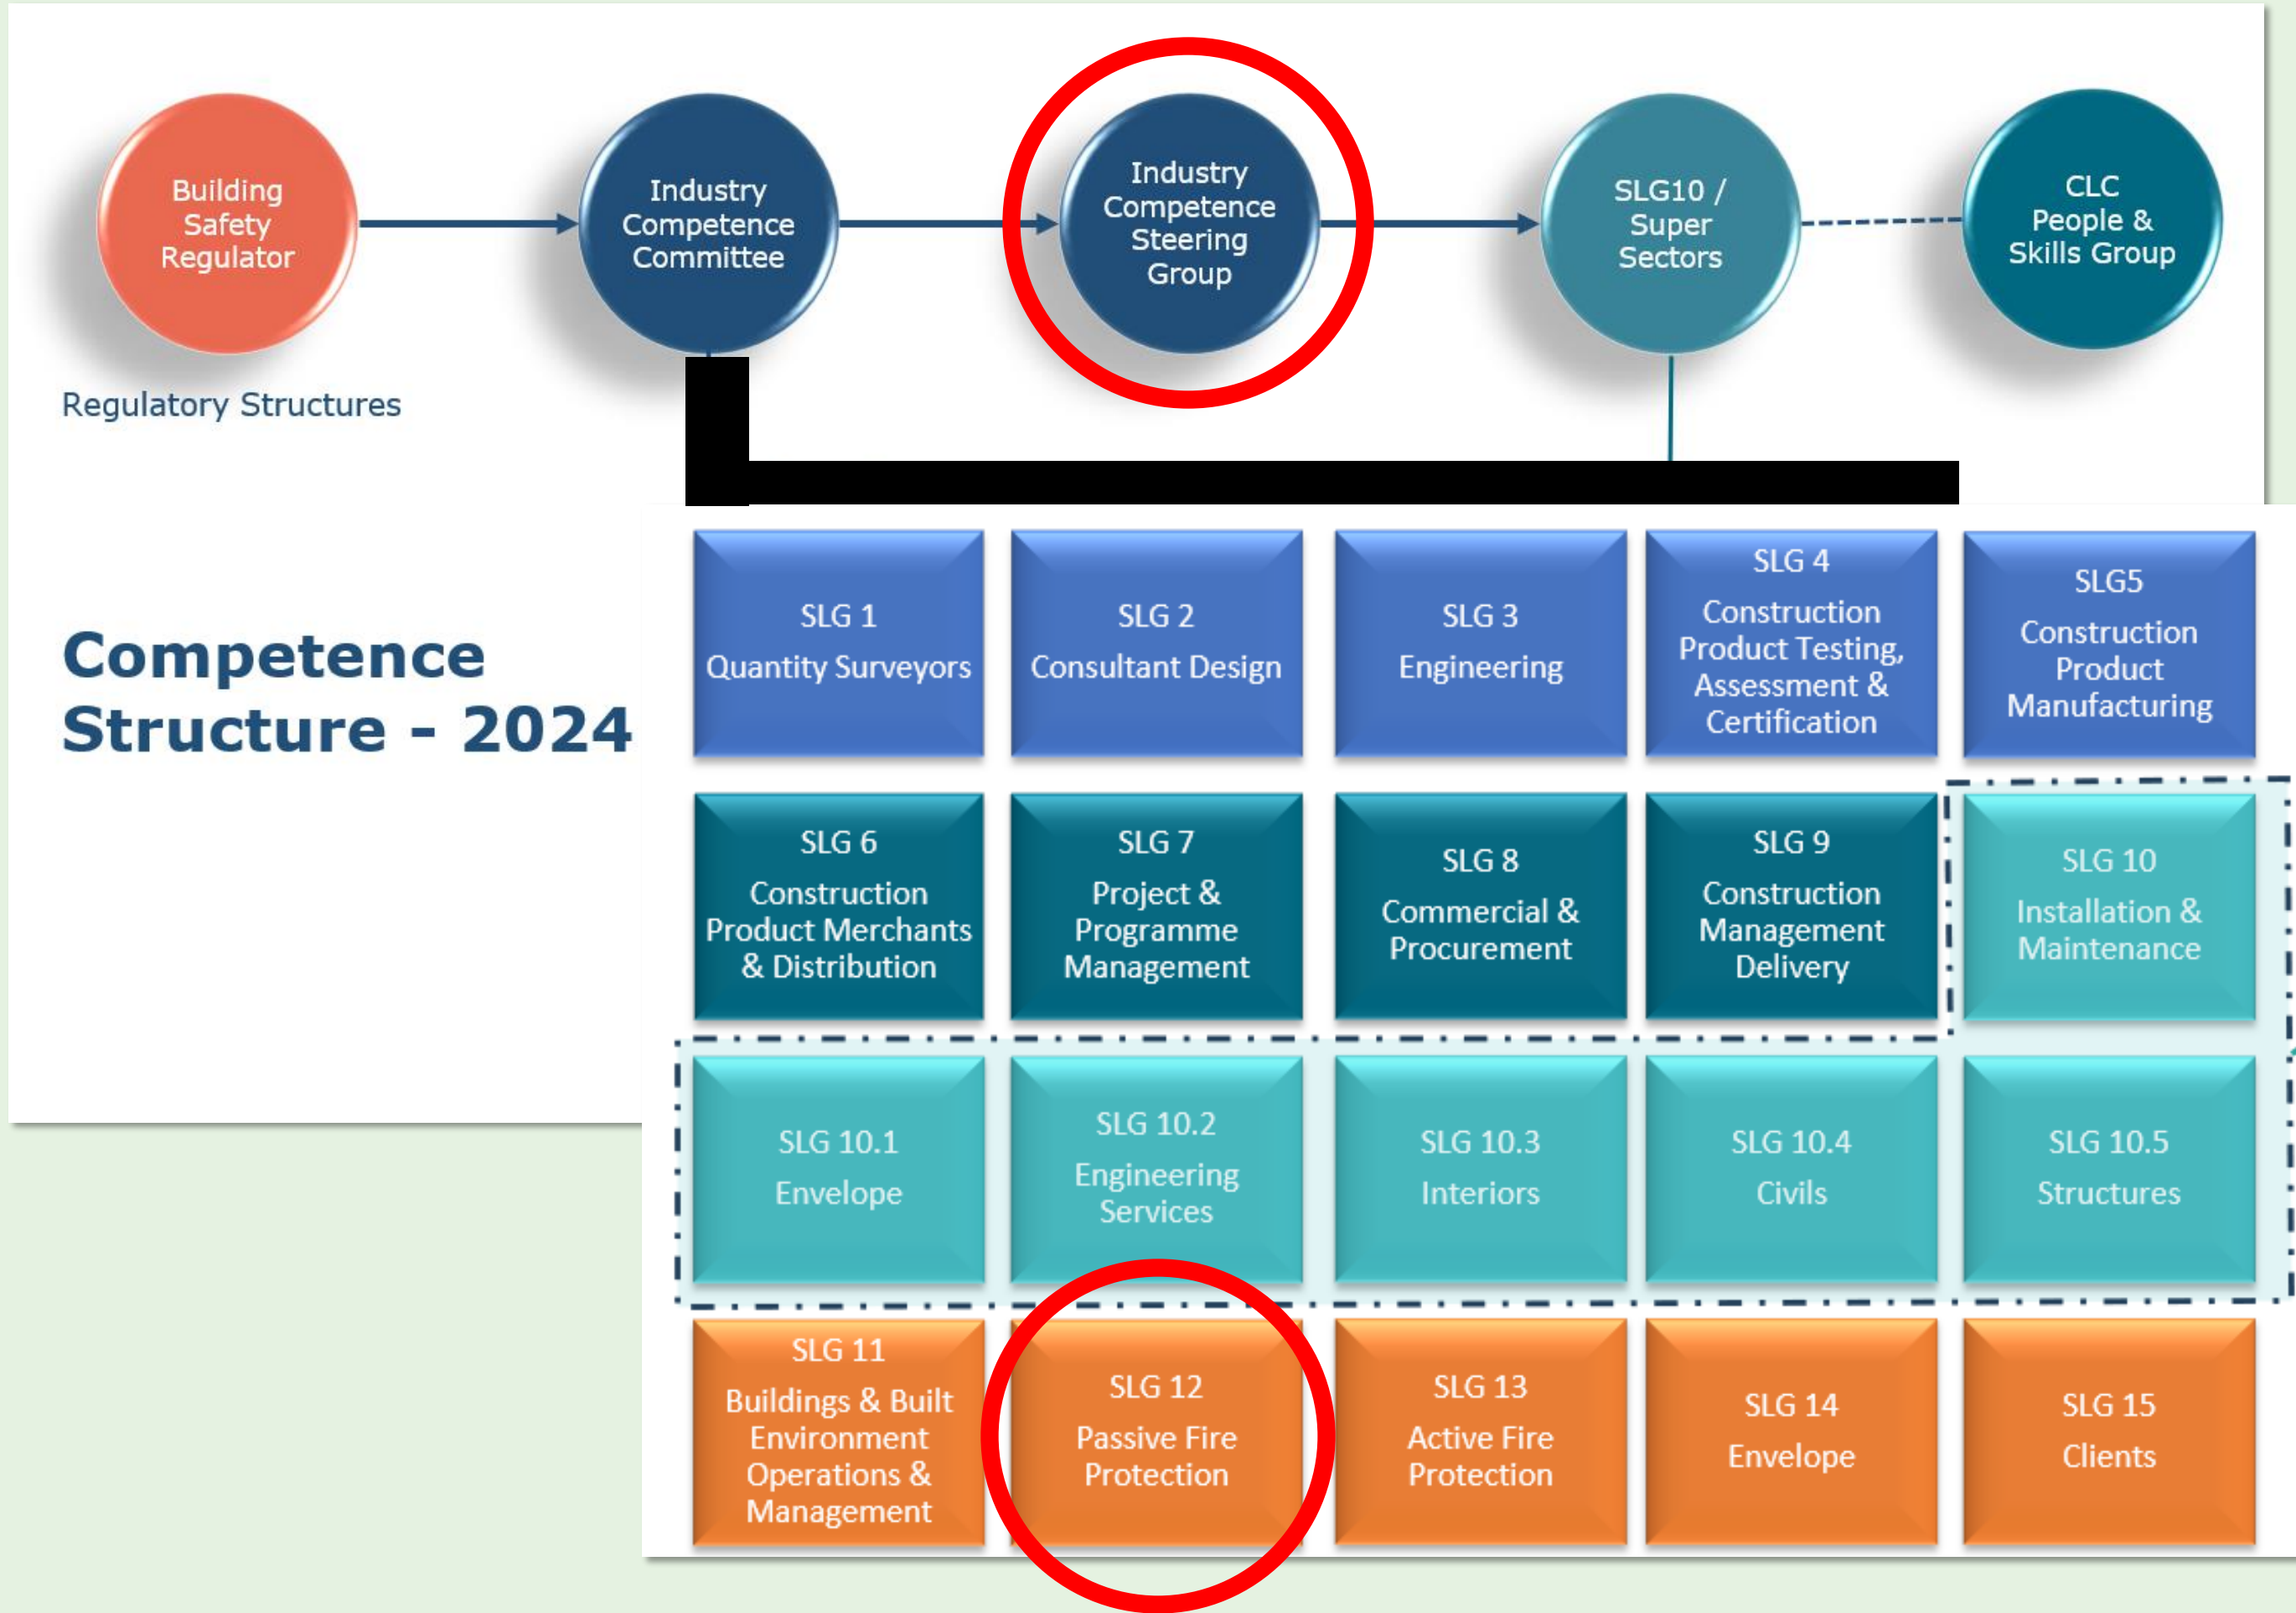 Building
Safety
Regulator
Industry
Competence
Committee
Industry
Competence
Steering
Group
SLG10 /
Super
Sectors
CLC
People &
Skills Group
Regulatory Structures
Competence
Structure - 2024
SLG 1
Quantity Surveyors
SLG 2
Consultant Design
SLG 3
Engineering
SLG 4
Construction
Product Testing,
Assessment &
Certification
SLG5
Construction
Product
Manufacturing
SLG 6
Construction
Product Merchants
& Distribution
SLG 7
Project &
Programme
Management
SLG 8
Commercial &
Procurement
SLG 9
Construction
Management
Delivery
SLG 10
Installation &
Maintenance
SLG 10.1
Envelope
SLG 10.2
Engineering
Services
SLG 10.3
Interiors
SLG 10.4
Civils
SLG 10.5
Structures
SLG 11
Buildings & Built
Environment
Operations &
Management
SLG 12
Passive Fire
Protection
SLG 13
Active Fire
Protection
SLG 14
Envelope
SLG 15
Clients